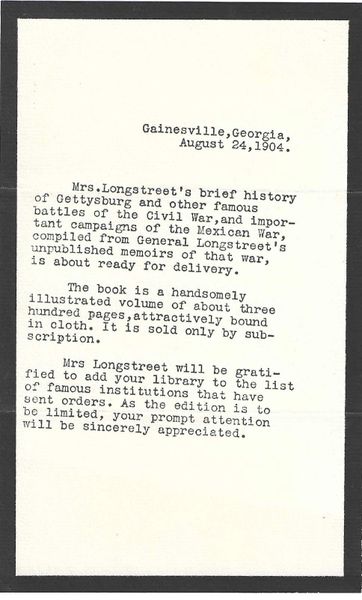 Gainesville,Georgia,
August 24,1904.
Mrs.Longstreet's brief history
of Gettysburg and other famous
battles of the Civil War,and impor-
tant campaigns of the Mexican War,
compiled from General Longstreet's
unpublished memoirs of that war,
is about ready for delivery.
The book is a handsomely
illustrated volume of about three
hundred pages,attractively bound
in cloth. It is sold only by sub-
scription.
Mrs Longstreet will be grati-
fied to add your library to the list
of famous institutions that have
sent orders. As the edition is to
be limited, your prompt attention
will be sincerely appreciated.